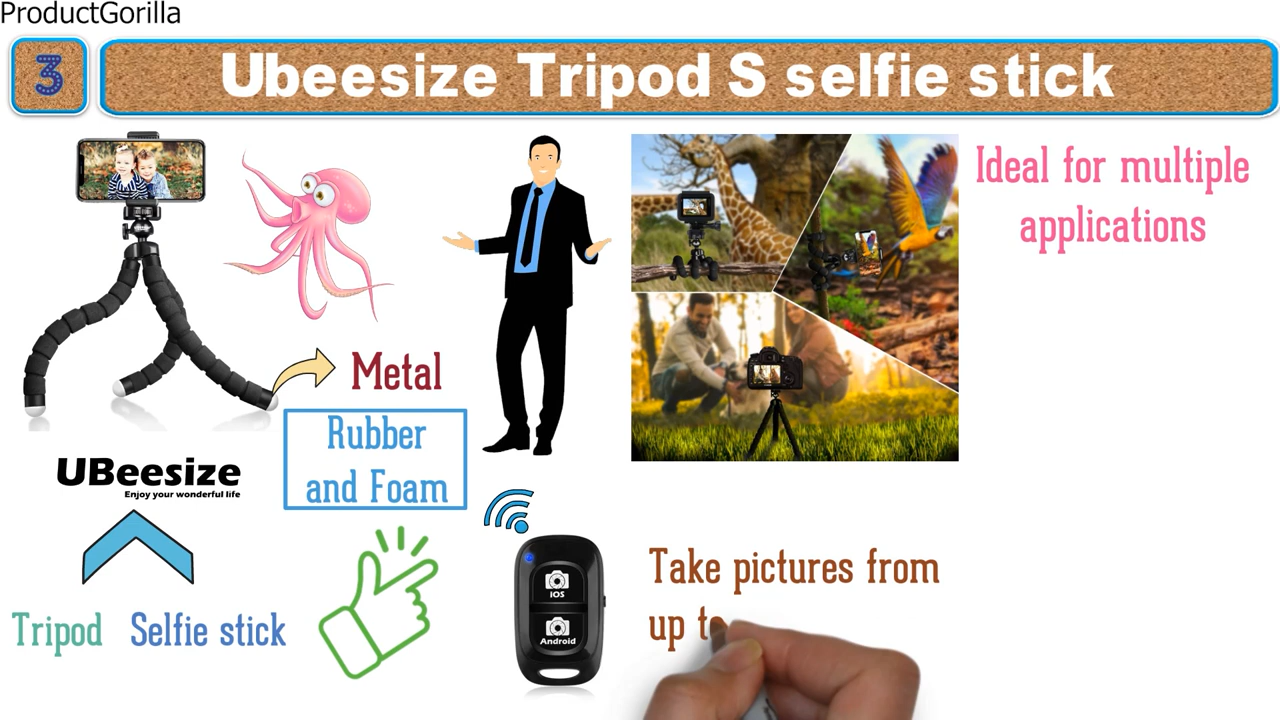 ProductGorilla
3
Ubeesize Tripod S selfie stick
Ideal for multiple
applications
Metal
Rubber
and Foam
UBeesize
Enjoy your wonderful life
Tripod Selfie stick
iOS
Android
Take pictures from
up to